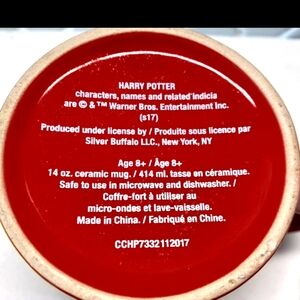 HARRY POTTER
characters, names and related indicia
are © & ™ Warner Bros. Entertainment Inc.
(s17)
Produced under license by / Produite sous licence par
Silver Buffalo LLC., New York, NY
Age 8+ / Âge 8+
14 oz. ceramic mug. / 414 ml. tasse en céramique.
Safe to use in microwave and dishwasher. /
Coffre-fort à utiliser au
micro-ondes et lave-vaisselle.
Made in China. / Fabriqué en Chine.
CCHP7332112017